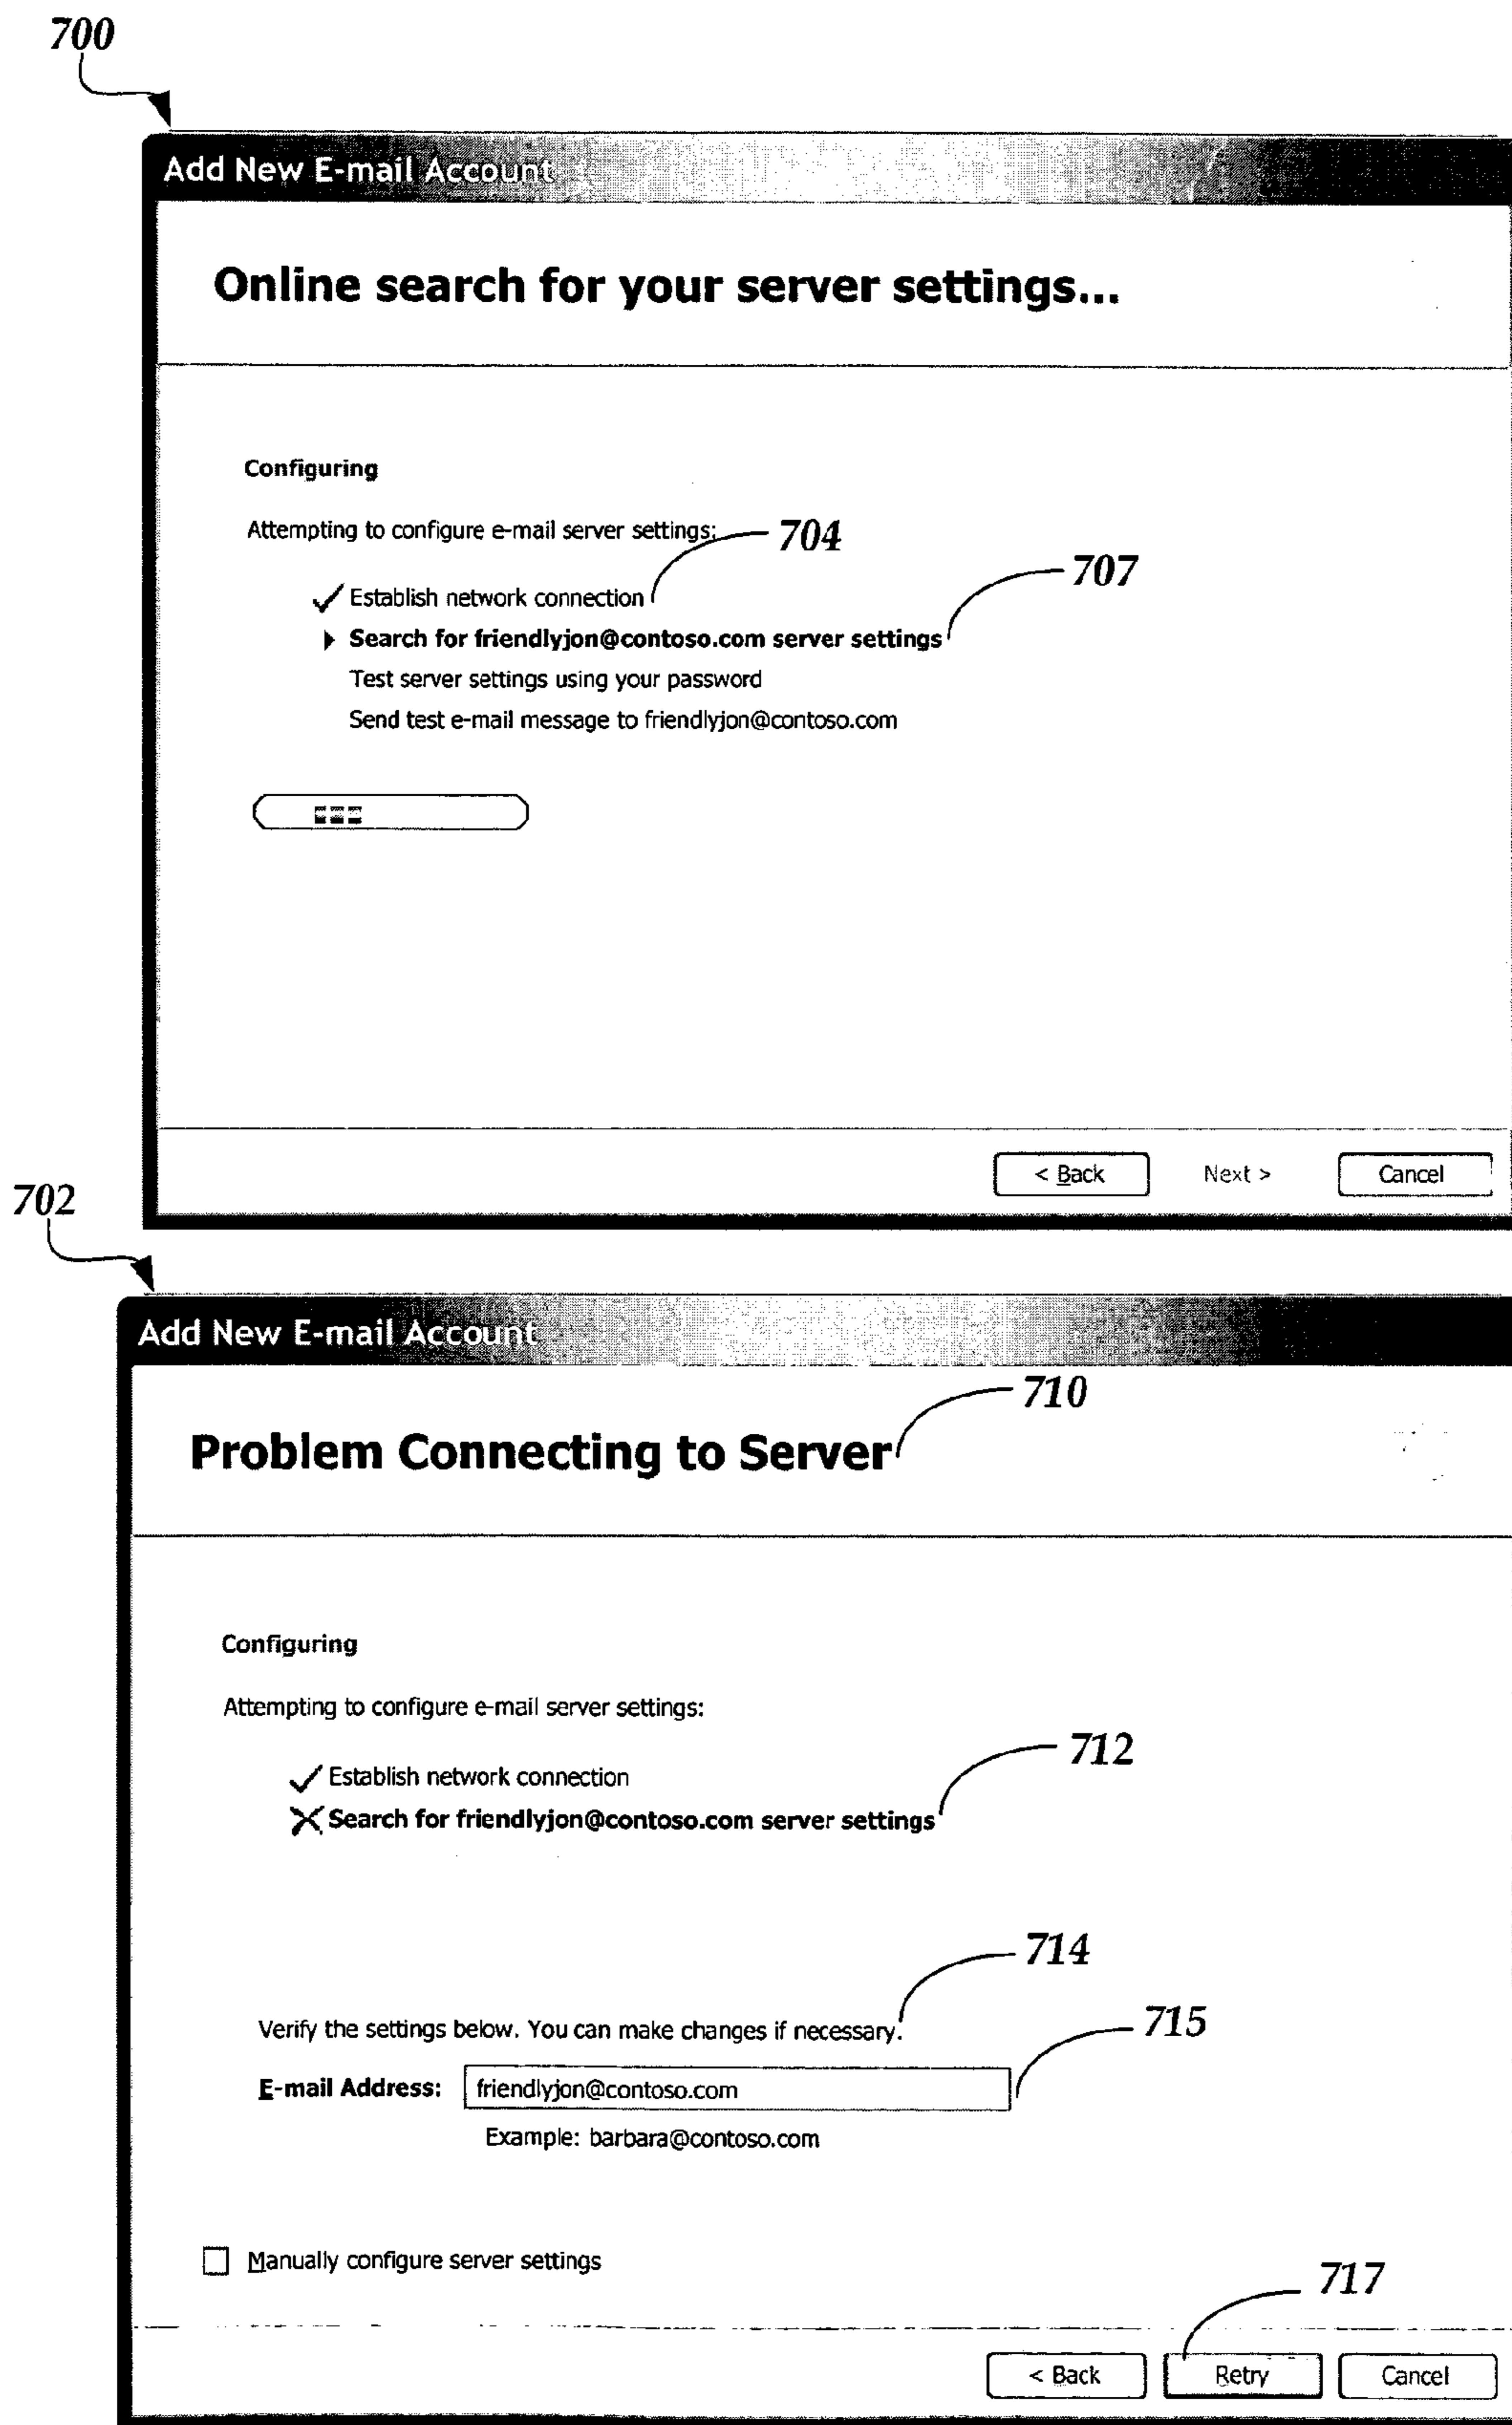 700
Add New E-mail Account
Online search for your server settings...
Configuring
Attempting to configure e-mail server settings:
704
707
Establish network connection
Search for friendlyjon@contoso.com server settings
Test server settings using your password
Send test e-mail message to friendlyjon@contoso.com
< Back Next > Cancel
702
Add New E-mail Account
710
Problem Connecting to Server
Configuring
Attempting to configure e-mail server settings:
712
Establish network connection
Search for friendlyjon@contoso.com server settings
714
Verify the settings below. You can make changes if necessary.
715
E-mail Address: friendlyjon@contoso.com
Example: barbara@contoso.com
Manually configure server settings
717
< Back Retry Cancel